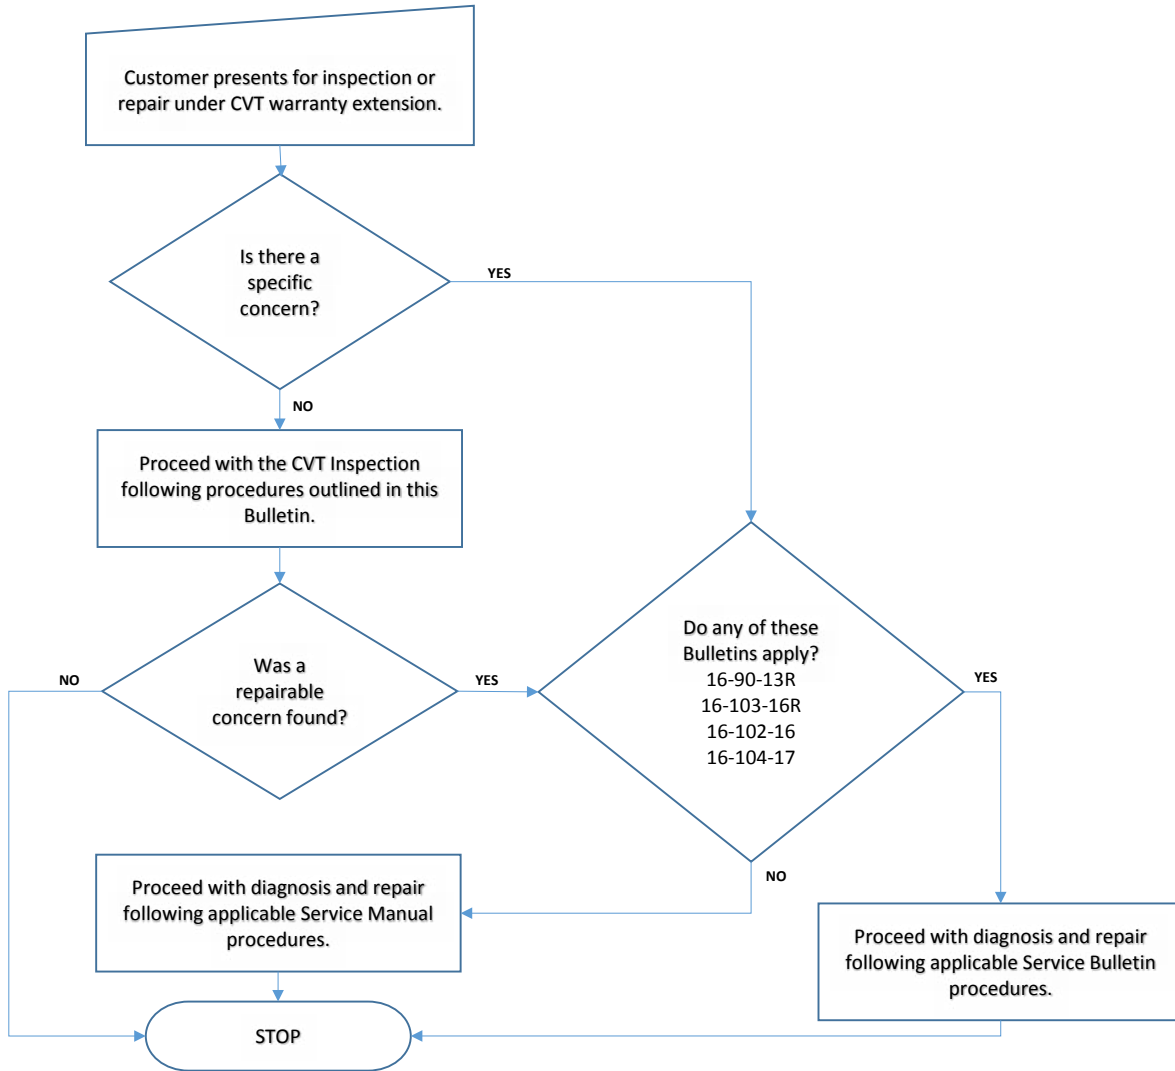 Customer presents for inspection or
repair under CVT warranty extension.
Is there a
specific
concern?
YES
NO
Proceed with the CVT Inspection
following procedures outlined in this
Bulletin.
Was a
repairable
concern found?
NO
YES
Do any of these
Bulletins apply?
16-90-13R
16-103-16R
16-102-16
16-104-17
YES
NO
Proceed with diagnosis and repair
following applicable Service Manual
procedures.
Proceed with diagnosis and repair
following applicable Service Bulletin
procedures.
STOP